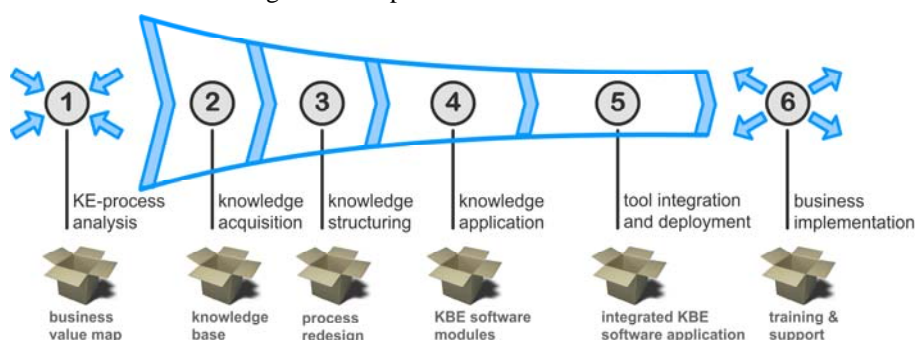 1
2
3
4
5
6
KE-process
analysis
knowledge
acquisition
knowledge
structuring
knowledge
application
tool integration
and deployment
business
implementation
business
value map
knowledge
base
process
redesign
KBE software
modules
integrated KBE
software application
training &
support